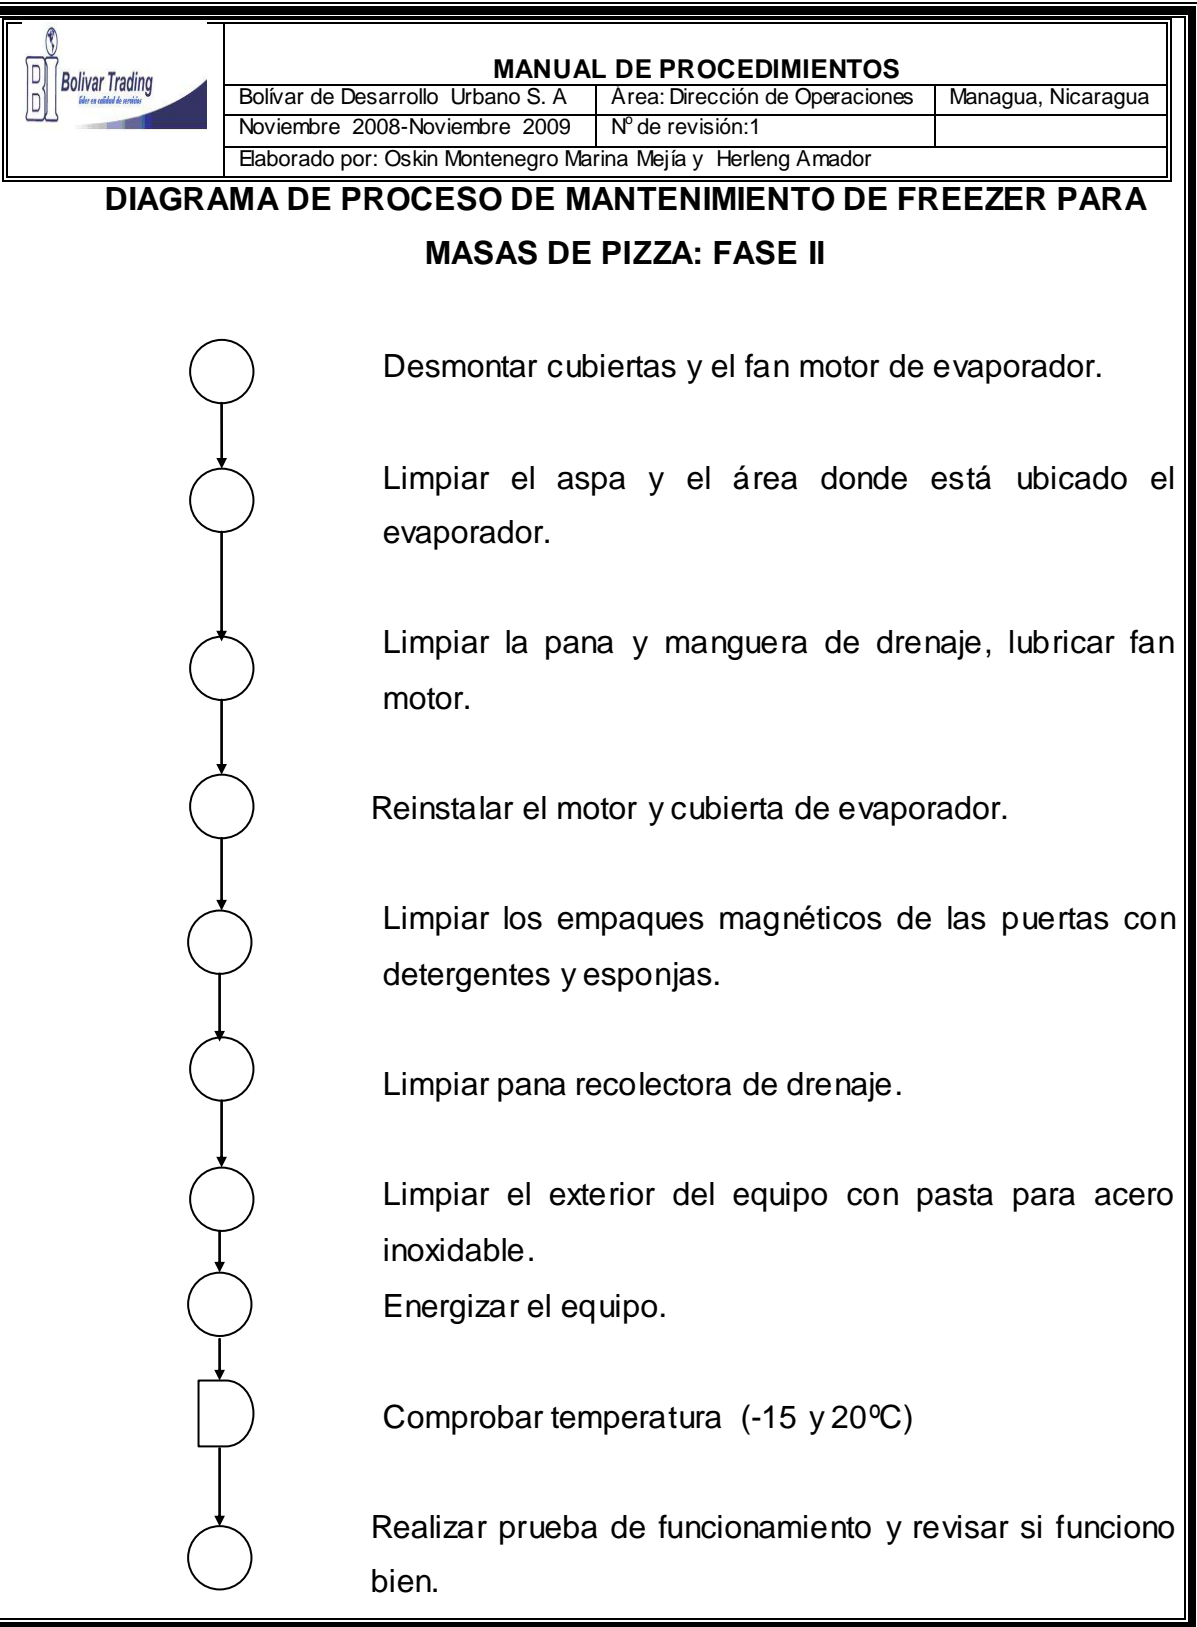 BI
Bolivar Trading
líder en calidad de servicios
MANUAL DE PROCEDIMIENTOS
Bolívar de Desarrollo Urbano S. A
Área: Dirección de Operaciones
Managua, Nicaragua
Noviembre 2008-Noviembre 2009
Nº de revisión:1
Elaborado por: Oskin Montenegro Marina Mejía y Herleng Amador
DIAGRAMA DE PROCESO DE MANTENIMIENTO DE FREEZER PARA
MASAS DE PIZZA: FASE II
Desmontar cubiertas y el fan motor de evaporador.
Limpiar el aspa y el área donde está ubicado el
evaporador.
Limpiar la pana y manguera de drenaje, lubricar fan
motor.
Reinstalar el motor y cubierta de evaporador.
Limpiar los empaques magnéticos de las puertas con
detergentes y esponjas.
Limpiar pana recolectora de drenaje.
Limpiar el exterior del equipo con pasta para acero
inoxidable.
Energizar el equipo.
Comprobar temperatura (-15 y 20ºC)
Realizar prueba de funcionamiento y revisar si funciono
bien.